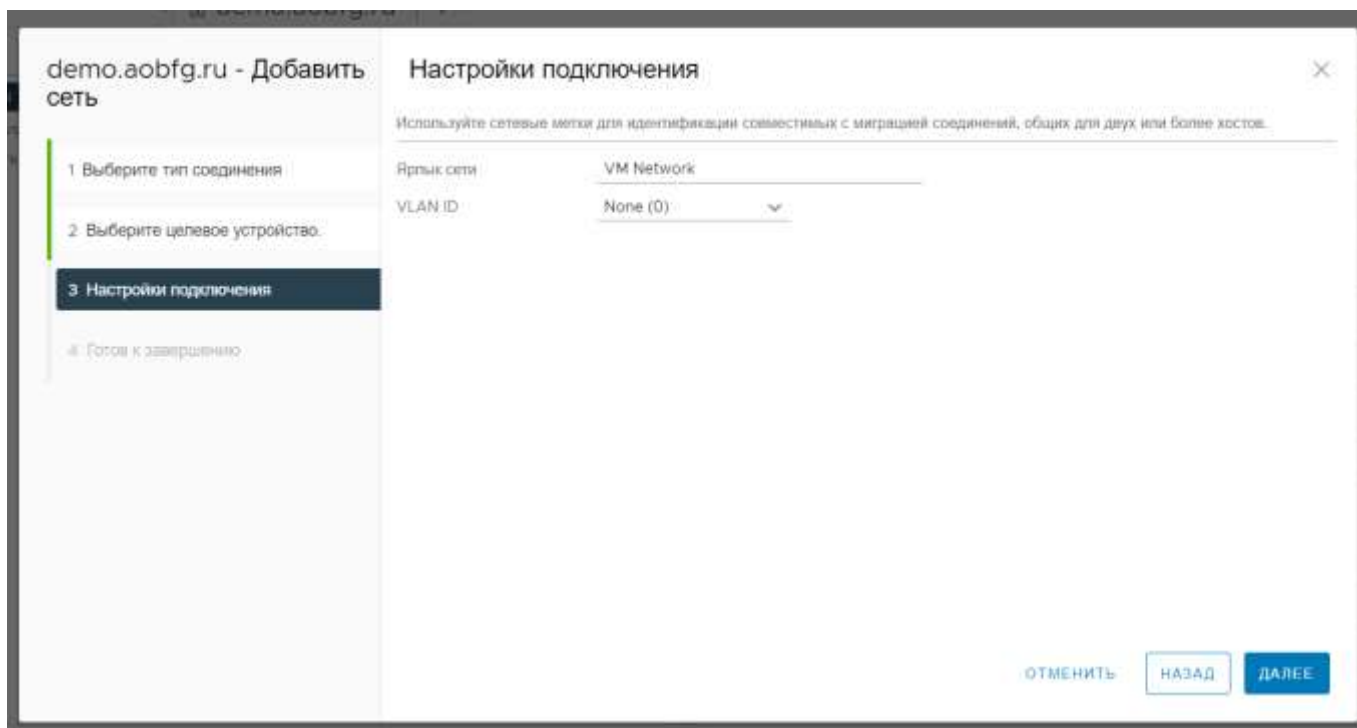 demo.aobfg.ru - Добавить
сеть
1 Выберите тип соединения
2 Выберите целевое устройство.
3 Настройки подключения
4 Готов к завершению
Настройки подключения
Используйте сетевые метки для идентификации совместимых с миграцией соединений, общих для двух или более хостов.
Ярлык сети VM Network
VLAN ID None (0)
ОТМЕНИТЬ НАЗАД ДАЛЕЕ